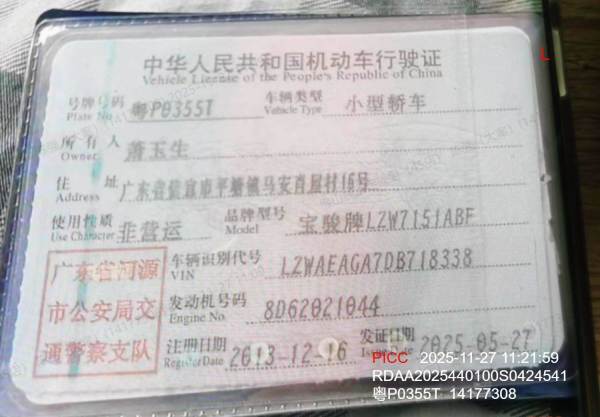 中华人民共和国机动车行驶证
Vehicle License of the People's Republic of China
号牌号码 粤P0355T 车辆类型 小型轿车
Plate No. Vehicle Type
所有人 萧玉生
Owner
住址 广东省 市平 镇马安肖屋村16号
使用性质 非营运 品牌型号 宝骏牌LZW7151ABF
Use Character Model
广东省河源
市公安局交
通警察支队
车辆识别代号 LZWAEAGA7DB718338
VIN
发动机号码 8D62021044
Engine No.
注册日期 2013-12-16 发证日期 2025-05-27
Register Date
L
PICC 2025-11-27 11:21:59
RDAA2025440100S0424541
粤P0355T 14177308